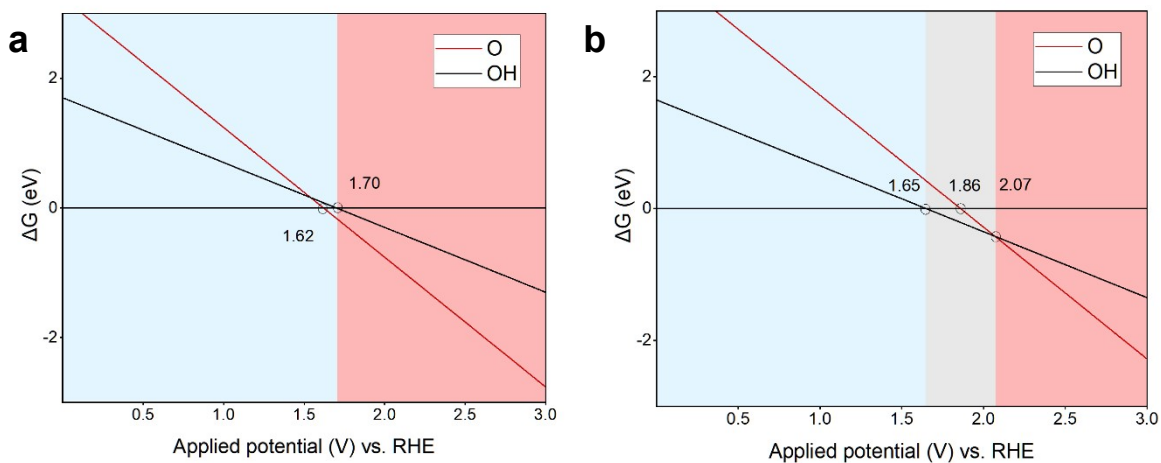 a
O
OH
2
0
-2
ΔG (eV)
1.70
1.62
0.5 1.0 1.5 2.0 2.5 3.0
Applied potential (V) vs. RHE
b
O
OH
2
0
-2
ΔG (eV)
1.65 1.86 2.07
0.5 1.0 1.5 2.0 2.5 3.0
Applied potential (V) vs. RHE